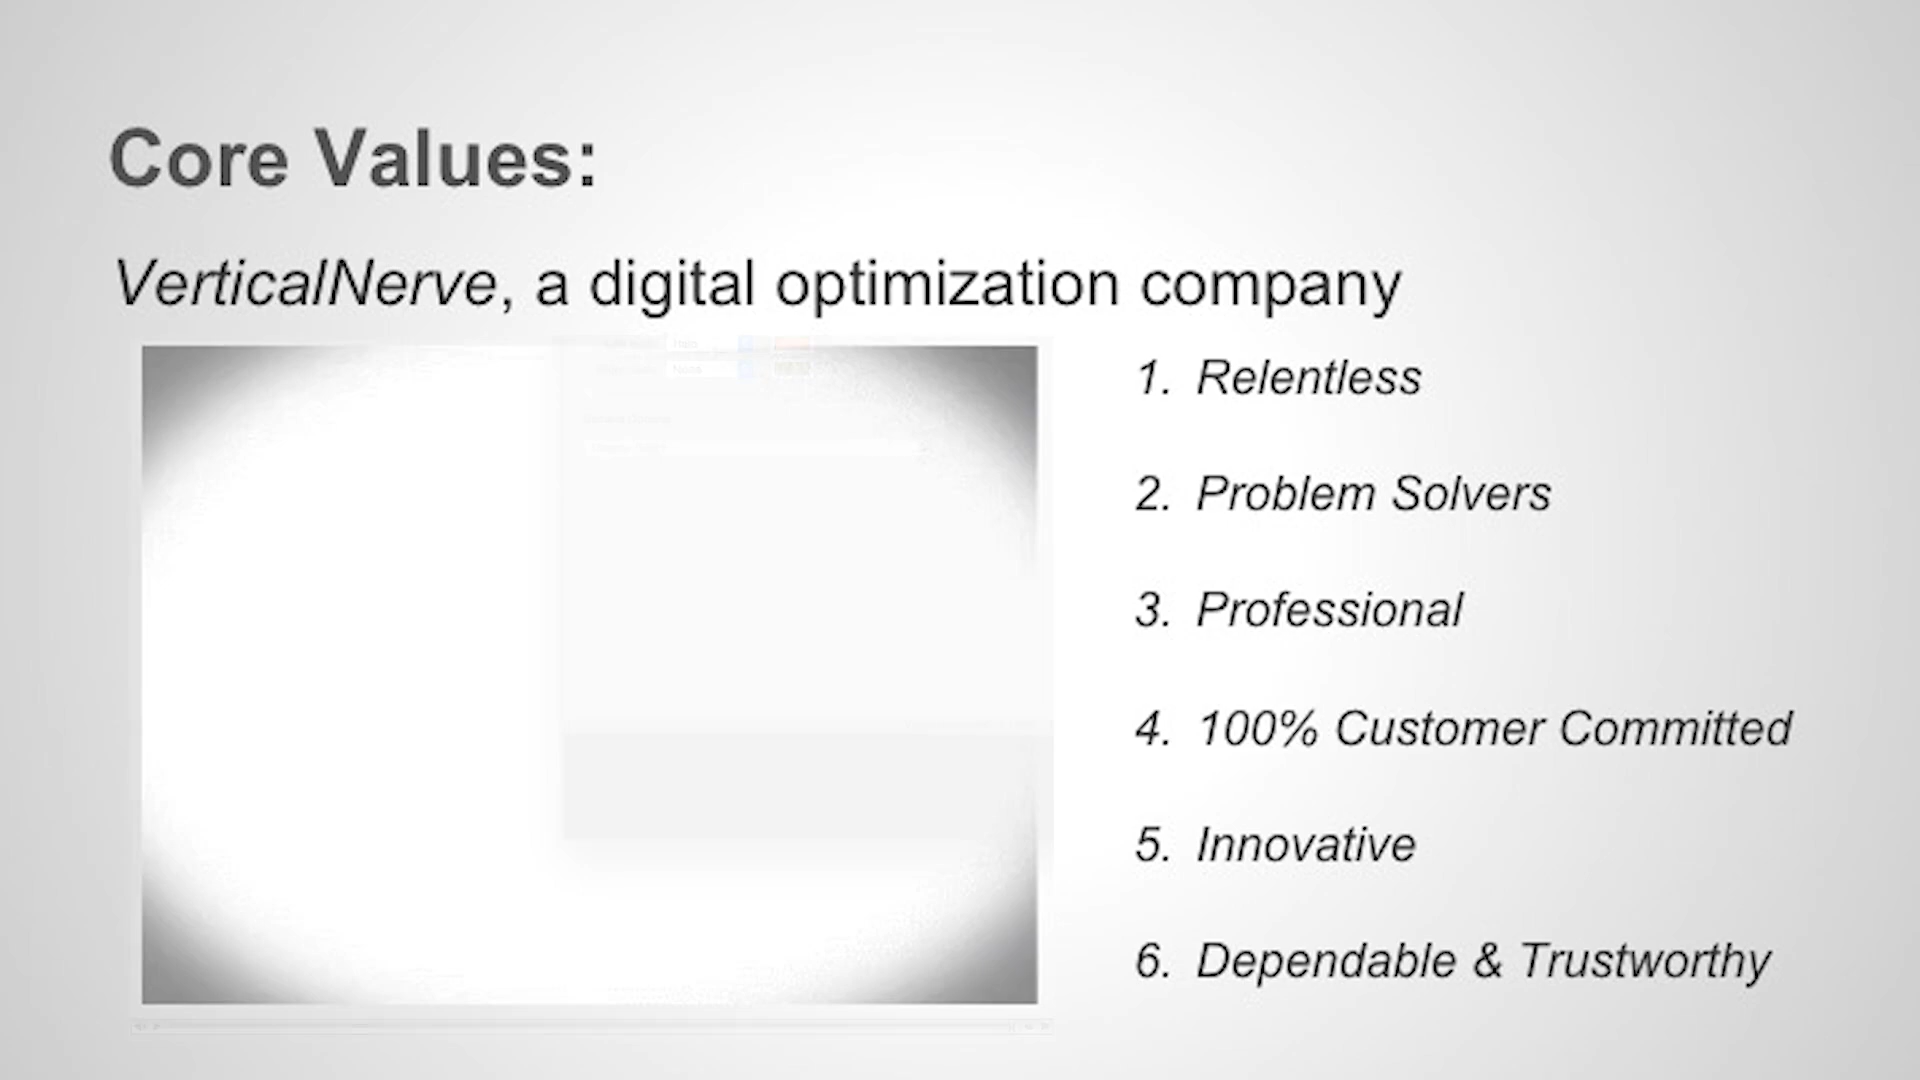 Core Values:
VerticalNerve, a digital optimization company
1. Relentless
2. Problem Solvers
3. Professional
4. 100% Customer Committed
5. Innovative
6. Dependable & Trustworthy